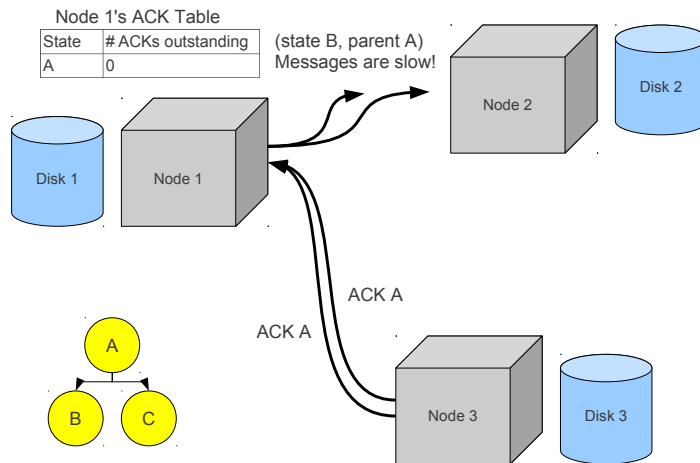 Node 1's ACK Table
State # ACKs outstanding
A 0
(state B, parent A)
Messages are slow!
Disk 2
Node 2
Disk 1
Node 1
ACK A
ACK A
A
B
C
Node 3
Disk 3